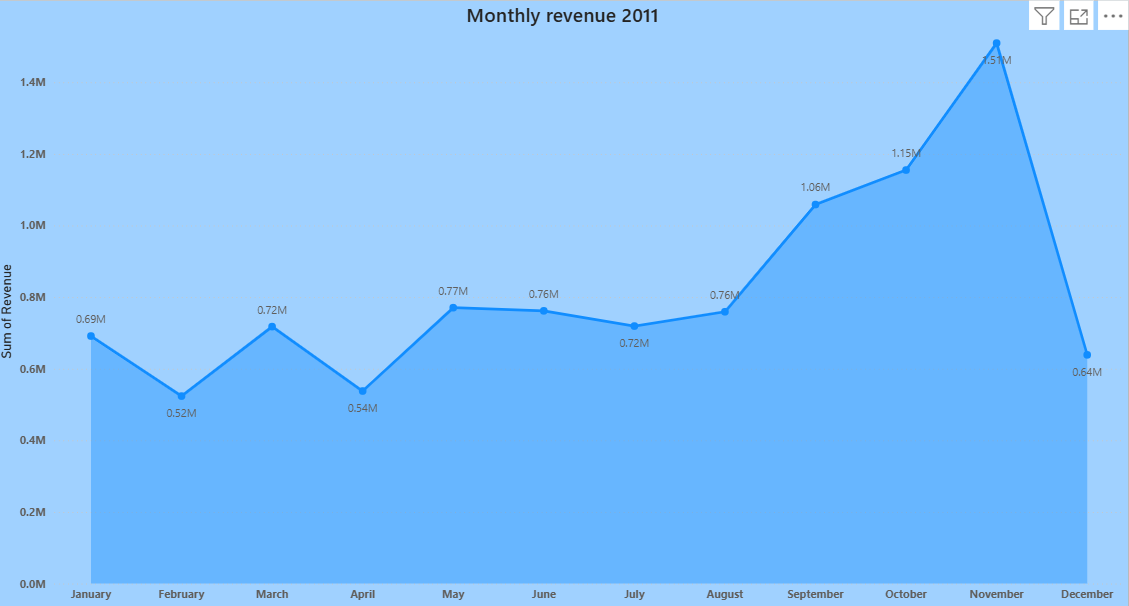 Monthly revenue 2011
Sum of Revenue
1.4M
1.2M
1.0M
0.8M
0.6M
0.4M
0.2M
0.0M
0.69M
0.52M
0.72M
0.54M
0.77M
0.76M
0.72M
0.76M
1.06M
1.15M
1.51M
0.64M
January February March April May June July August September October November December